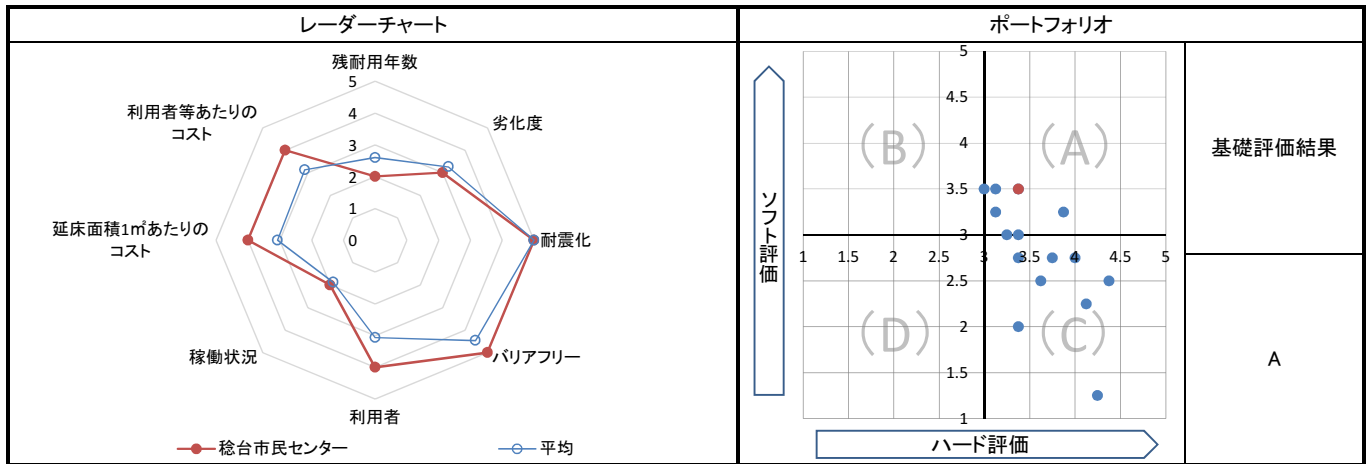 レーダーチャート
残耐用年数
劣化度
耐震化
バリアフリー
利用者
稼働状況
延床面積1㎡あたりの
コスト
利用者等あたりの
コスト
5
4
3
2
1
0
稔台市民センター
平均
ポートフォリオ
ソフト評価
5
4.5
4
3.5
3
2.5
2
1.5
1
1 1.5 2 2.5 3 3.5 4 4.5 5
(B)
(A)
(D)
(C)
ハード評価
基礎評価結果
A